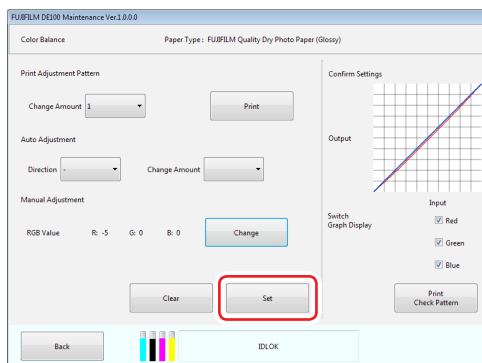 FUJIFILM DE100 Maintenance Ver.1.0.0.0
Color Balance
Paper Type : FUJIFILM Quality Dry Photo Paper (Glossy)
Print Adjustment Pattern
Change Amount 1
Print
Auto Adjustment
Direction -
Change Amount
Manual Adjustment
RGB Value R: -5 G: 0 B: 0
Change
Clear
Set
Confirm Settings
Output
Input
Switch
Graph Display
Red
Green
Blue
Print
Check Pattern
Back
IDLOK